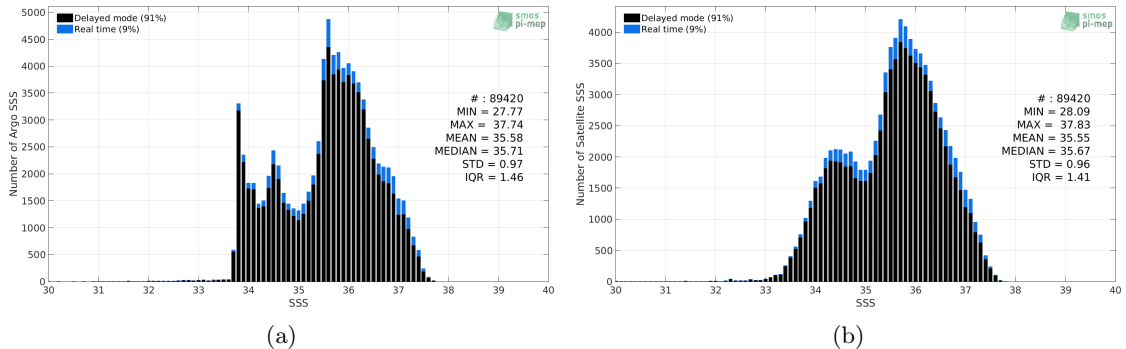 Delayed mode (91%)
Real time (9%)
smos
pi-mep
Number of Argo SSS
5000
4500
4000
3500
3000
2500
2000
1500
1000
500
0
# : 89420
MIN = 27.77
MAX = 37.74
MEAN = 35.58
MEDIAN = 35.71
STD = 0.97
IQR = 1.46
30 31 32 33 34 35 36 37 38 39 40
SSS
(a)
Delayed mode (91%)
Real time (9%)
smos
pi-mep
Number of Satellite SSS
4000
3500
3000
2500
2000
1500
1000
500
0
# : 89420
MIN = 28.09
MAX = 37.83
MEAN = 35.55
MEDIAN = 35.67
STD = 0.96
IQR = 1.41
30 31 32 33 34 35 36 37 38 39 40
SSS
(b)